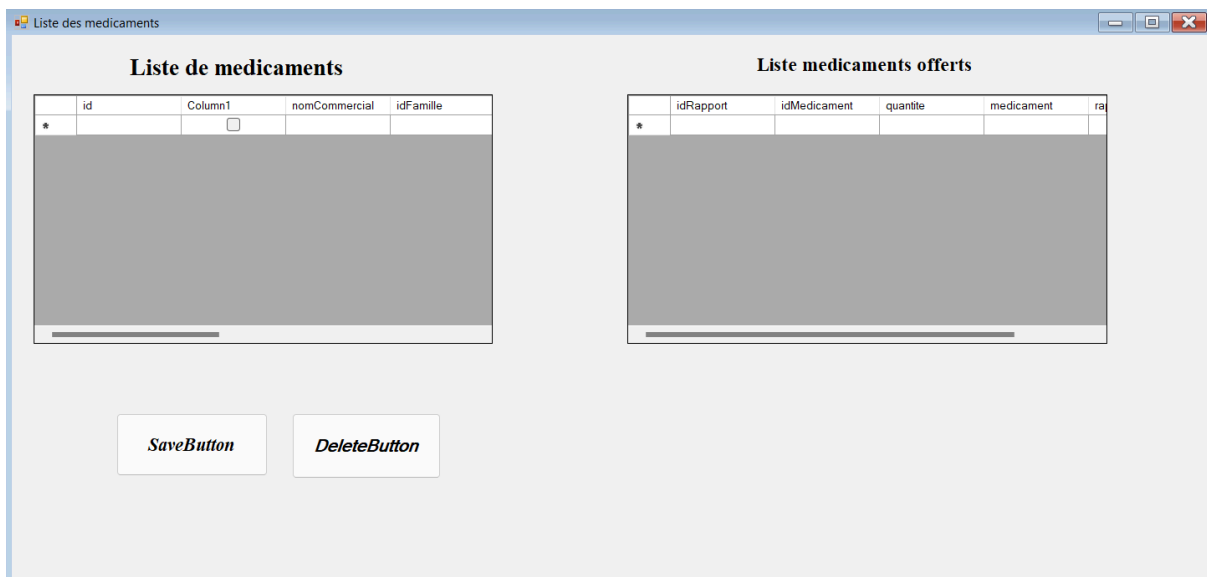 Liste des medicaments
Liste de medicaments
Liste medicaments offerts
id Column1 nomCommercial idFamille
idRapport idMedicament quantite medicament
SaveButton
DeleteButton